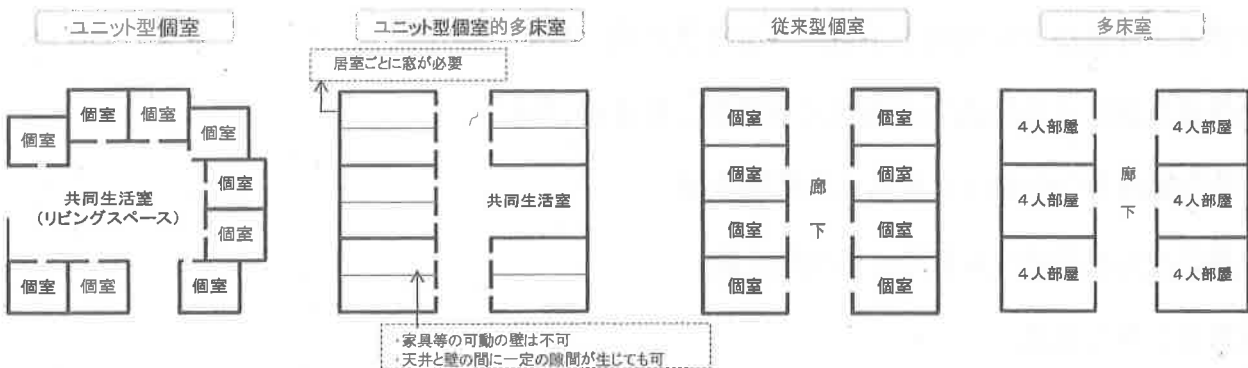 ユニット型個室
ユニット型個室的多床室
従来型個室
多床室
居室ごとに窓が必要
個室
個室
個室
個室
個室
個室
個室
個室
個室
共同生活室
(リビングスペース)
共同生活室
・家具等の可動の壁は不可
・天井と壁の間に一定の隙間が生じても可
個室
個室
個室
個室
廊
下
個室
個室
個室
個室
4人部屋
4人部屋
4人部屋
廊
下
4人部屋
4人部屋
4人部屋